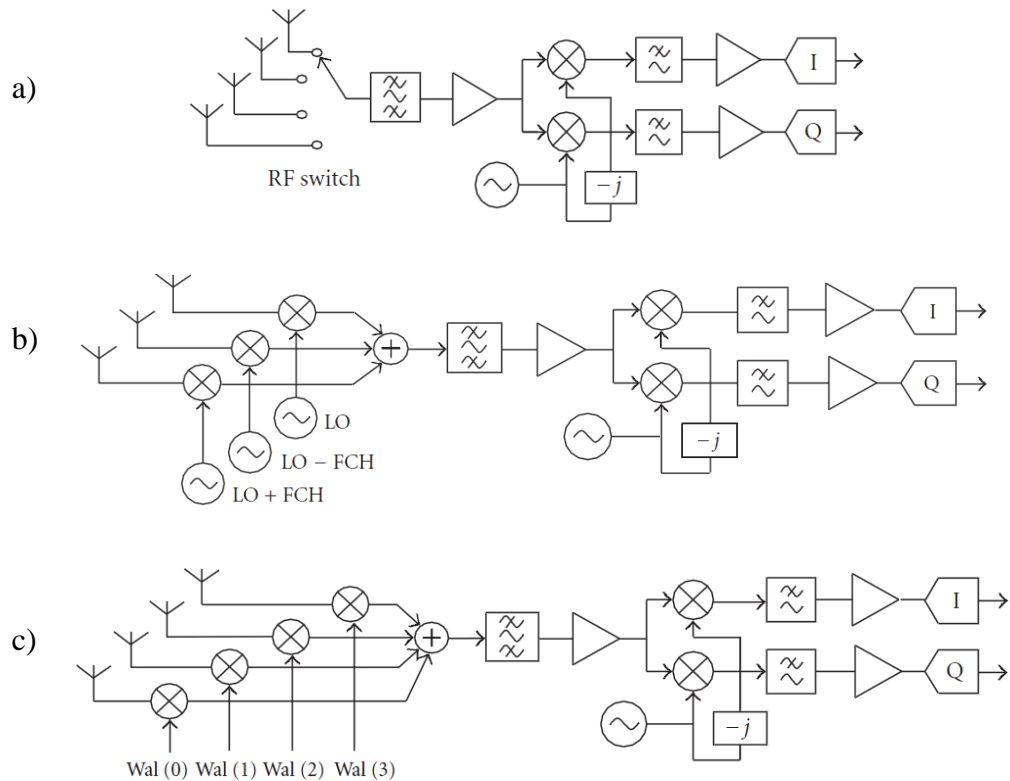 a)
I
Q
RF switch
−j
b)
I
Q
LO
LO − FCH
LO + FCH
−j
c)
I
Q
−j
Wal (0) Wal (1) Wal (2) Wal (3)